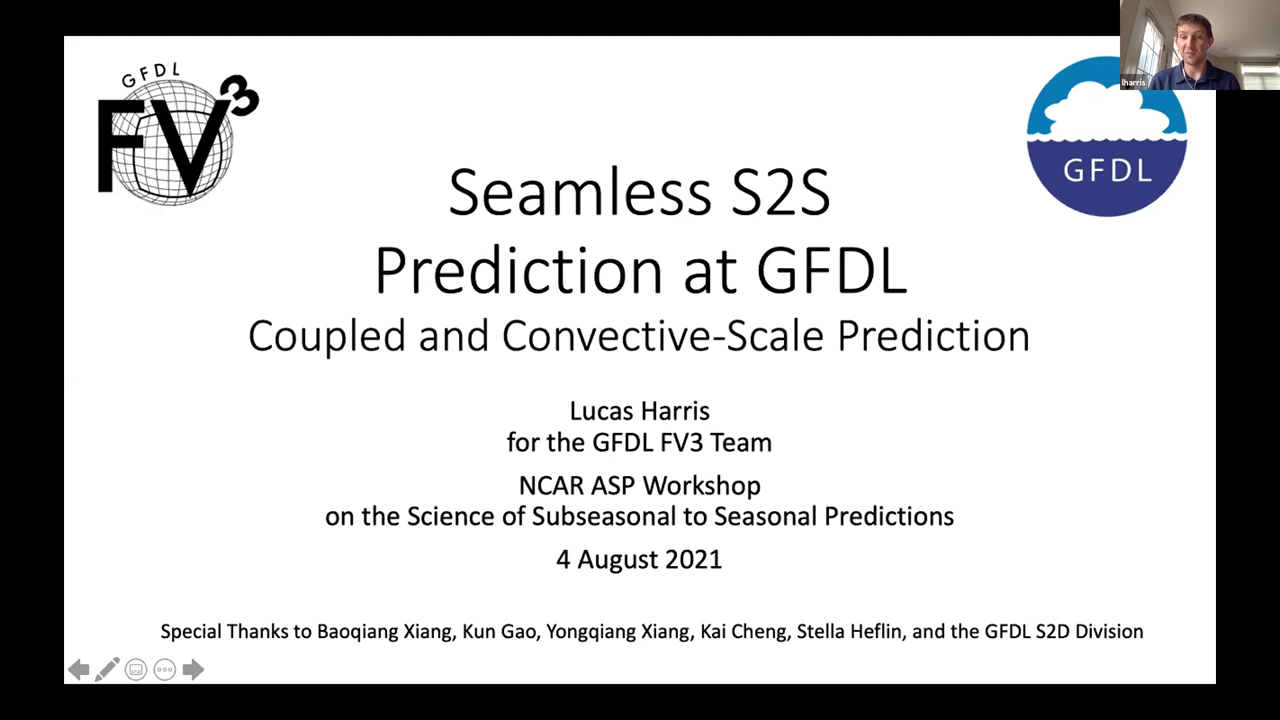 GFDL
FV3
lharris
GFDL
Seamless S2S
Prediction at GFDL
Coupled and Convective-Scale Prediction
Lucas Harris
for the GFDL FV3 Team
NCAR ASP Workshop
on the Science of Subseasonal to Seasonal Predictions
4 August 2021
Special Thanks to Baoqiang Xiang, Kun Gao, Yongqiang Xiang, Kai Cheng, Stella Heflin, and the GFDL S2D Division